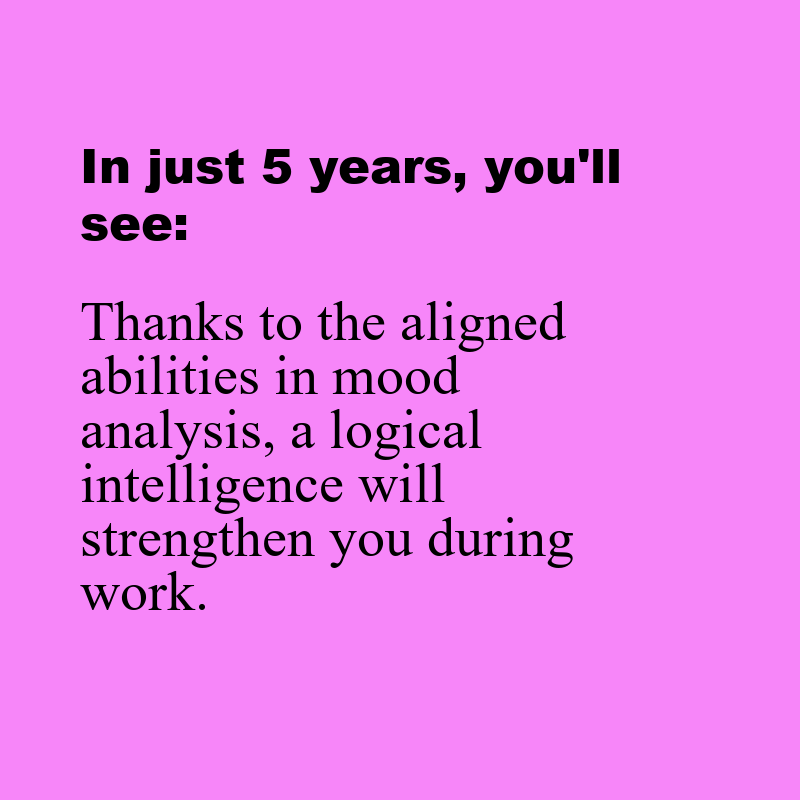 In just 5 years, you'll
see:
Thanks to the aligned
abilities in mood
analysis, a logical
intelligence will
strengthen you during
work.